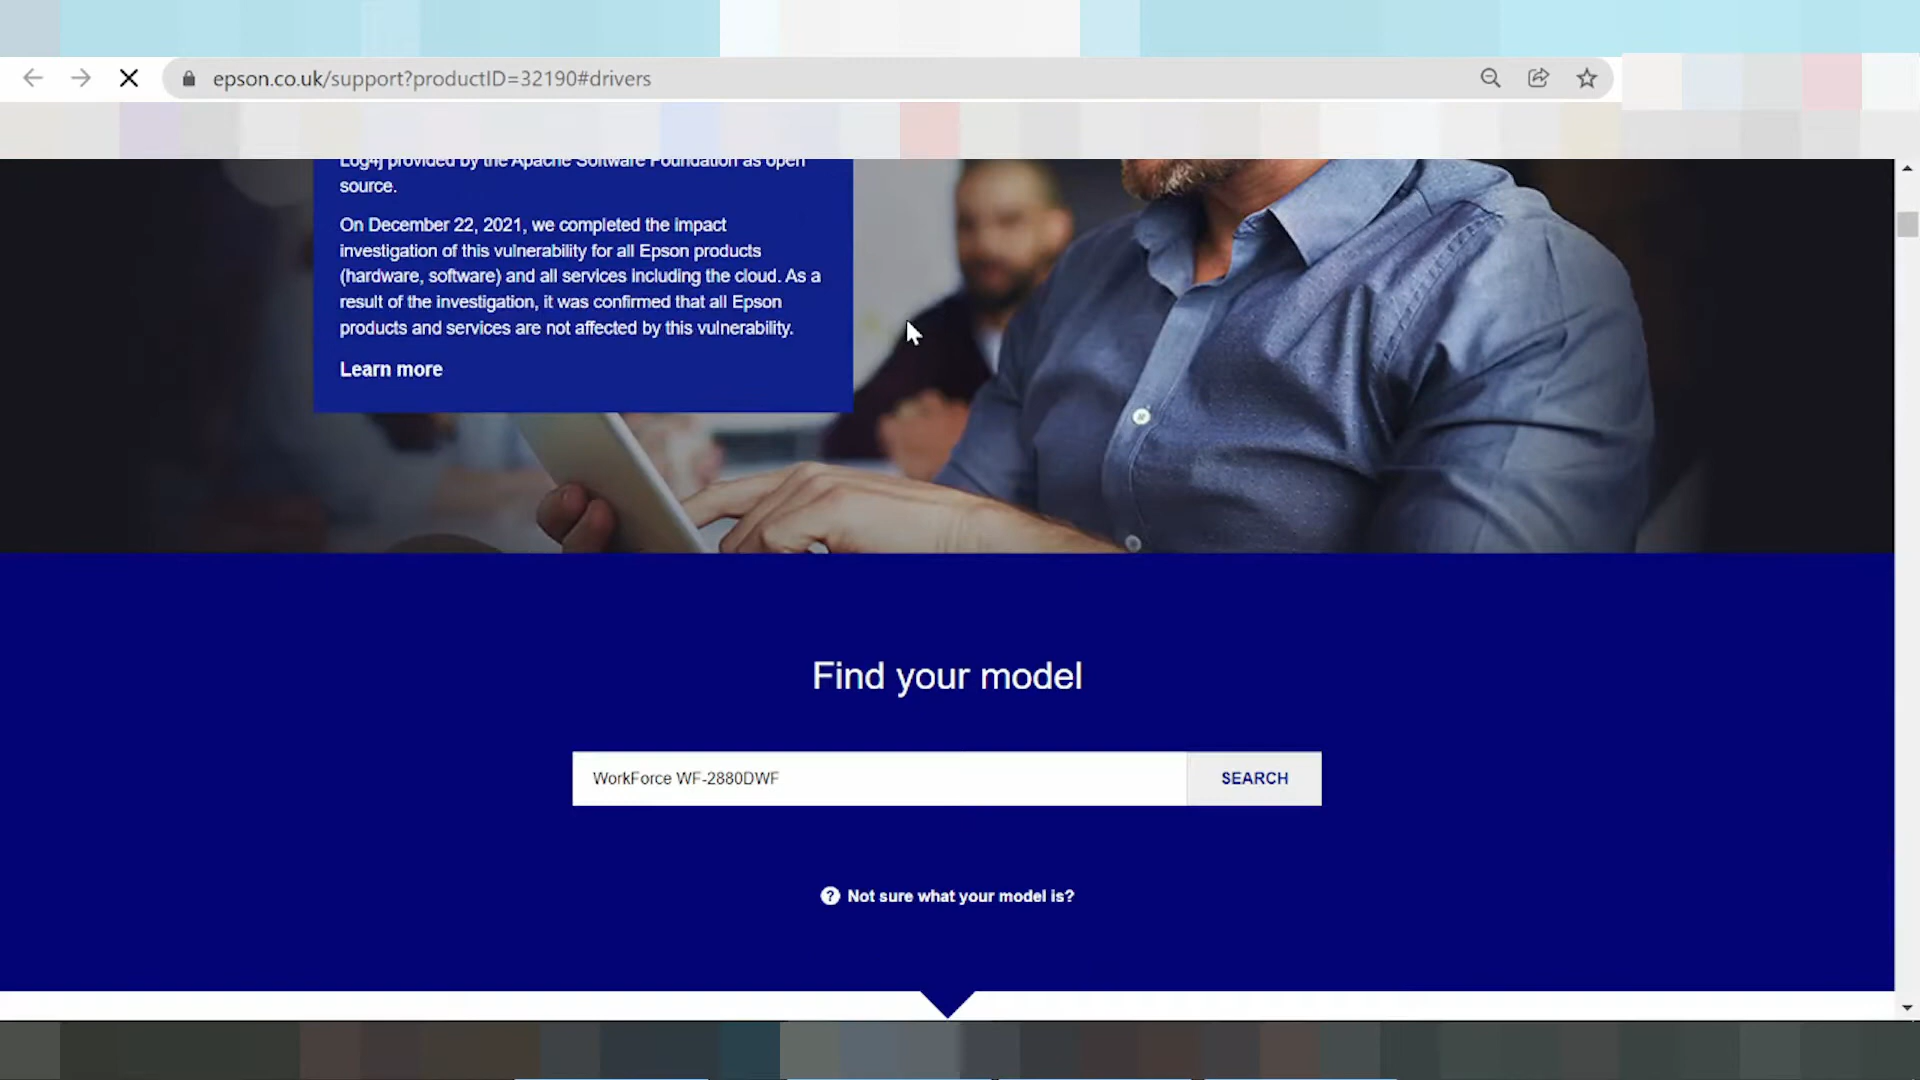 epson.co.uk/support?productID=32190#drivers
Log4j provided by the Apache Software Foundation as open
source.
On December 22, 2021, we completed the impact
investigation of this vulnerability for all Epson products
(hardware, software) and all services including the cloud. As a
result of the investigation, it was confirmed that all Epson
products and services are not affected by this vulnerability.
Learn more
Find your model
WorkForce WF-2880DWF
SEARCH
? Not sure what your model is?